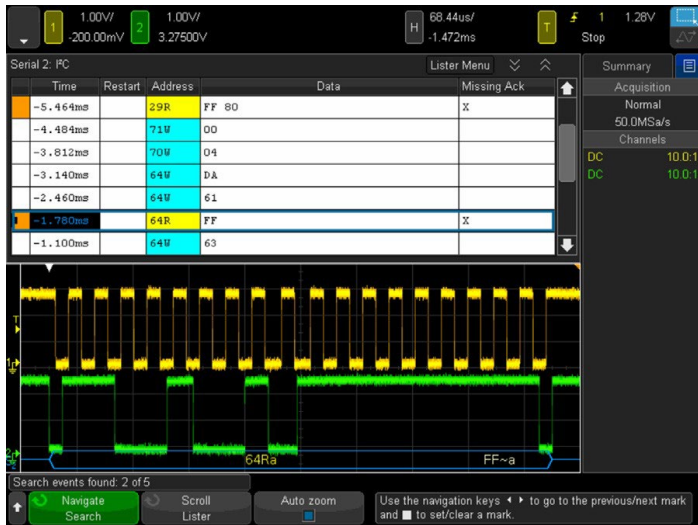 1 1.00V/ -200.00mV 2 1.00V/ 3.27500V H 68.44us/ -1.472ms T 1 1.28V Stop
Serial 2: I²C Lister Menu
Time Restart Address Data Missing Ack
-5.464ms 29R FF 80 X
-4.484ms 71W 00
-3.812ms 70W 04
-3.140ms 64W DA
-2.460ms 64W 61
-1.780ms 64R FF X
-1.100ms 64W 63
Summary
Acquisition
Normal
50.0MSa/s
Channels
DC 10.0:1
DC 10.0:1
T
1
2
64Ra FF~a
Search events found: 2 of 5
Navigate Search
Scroll Lister
Auto zoom
Use the navigation keys to go to the previous/next mark
and to set/clear a mark.